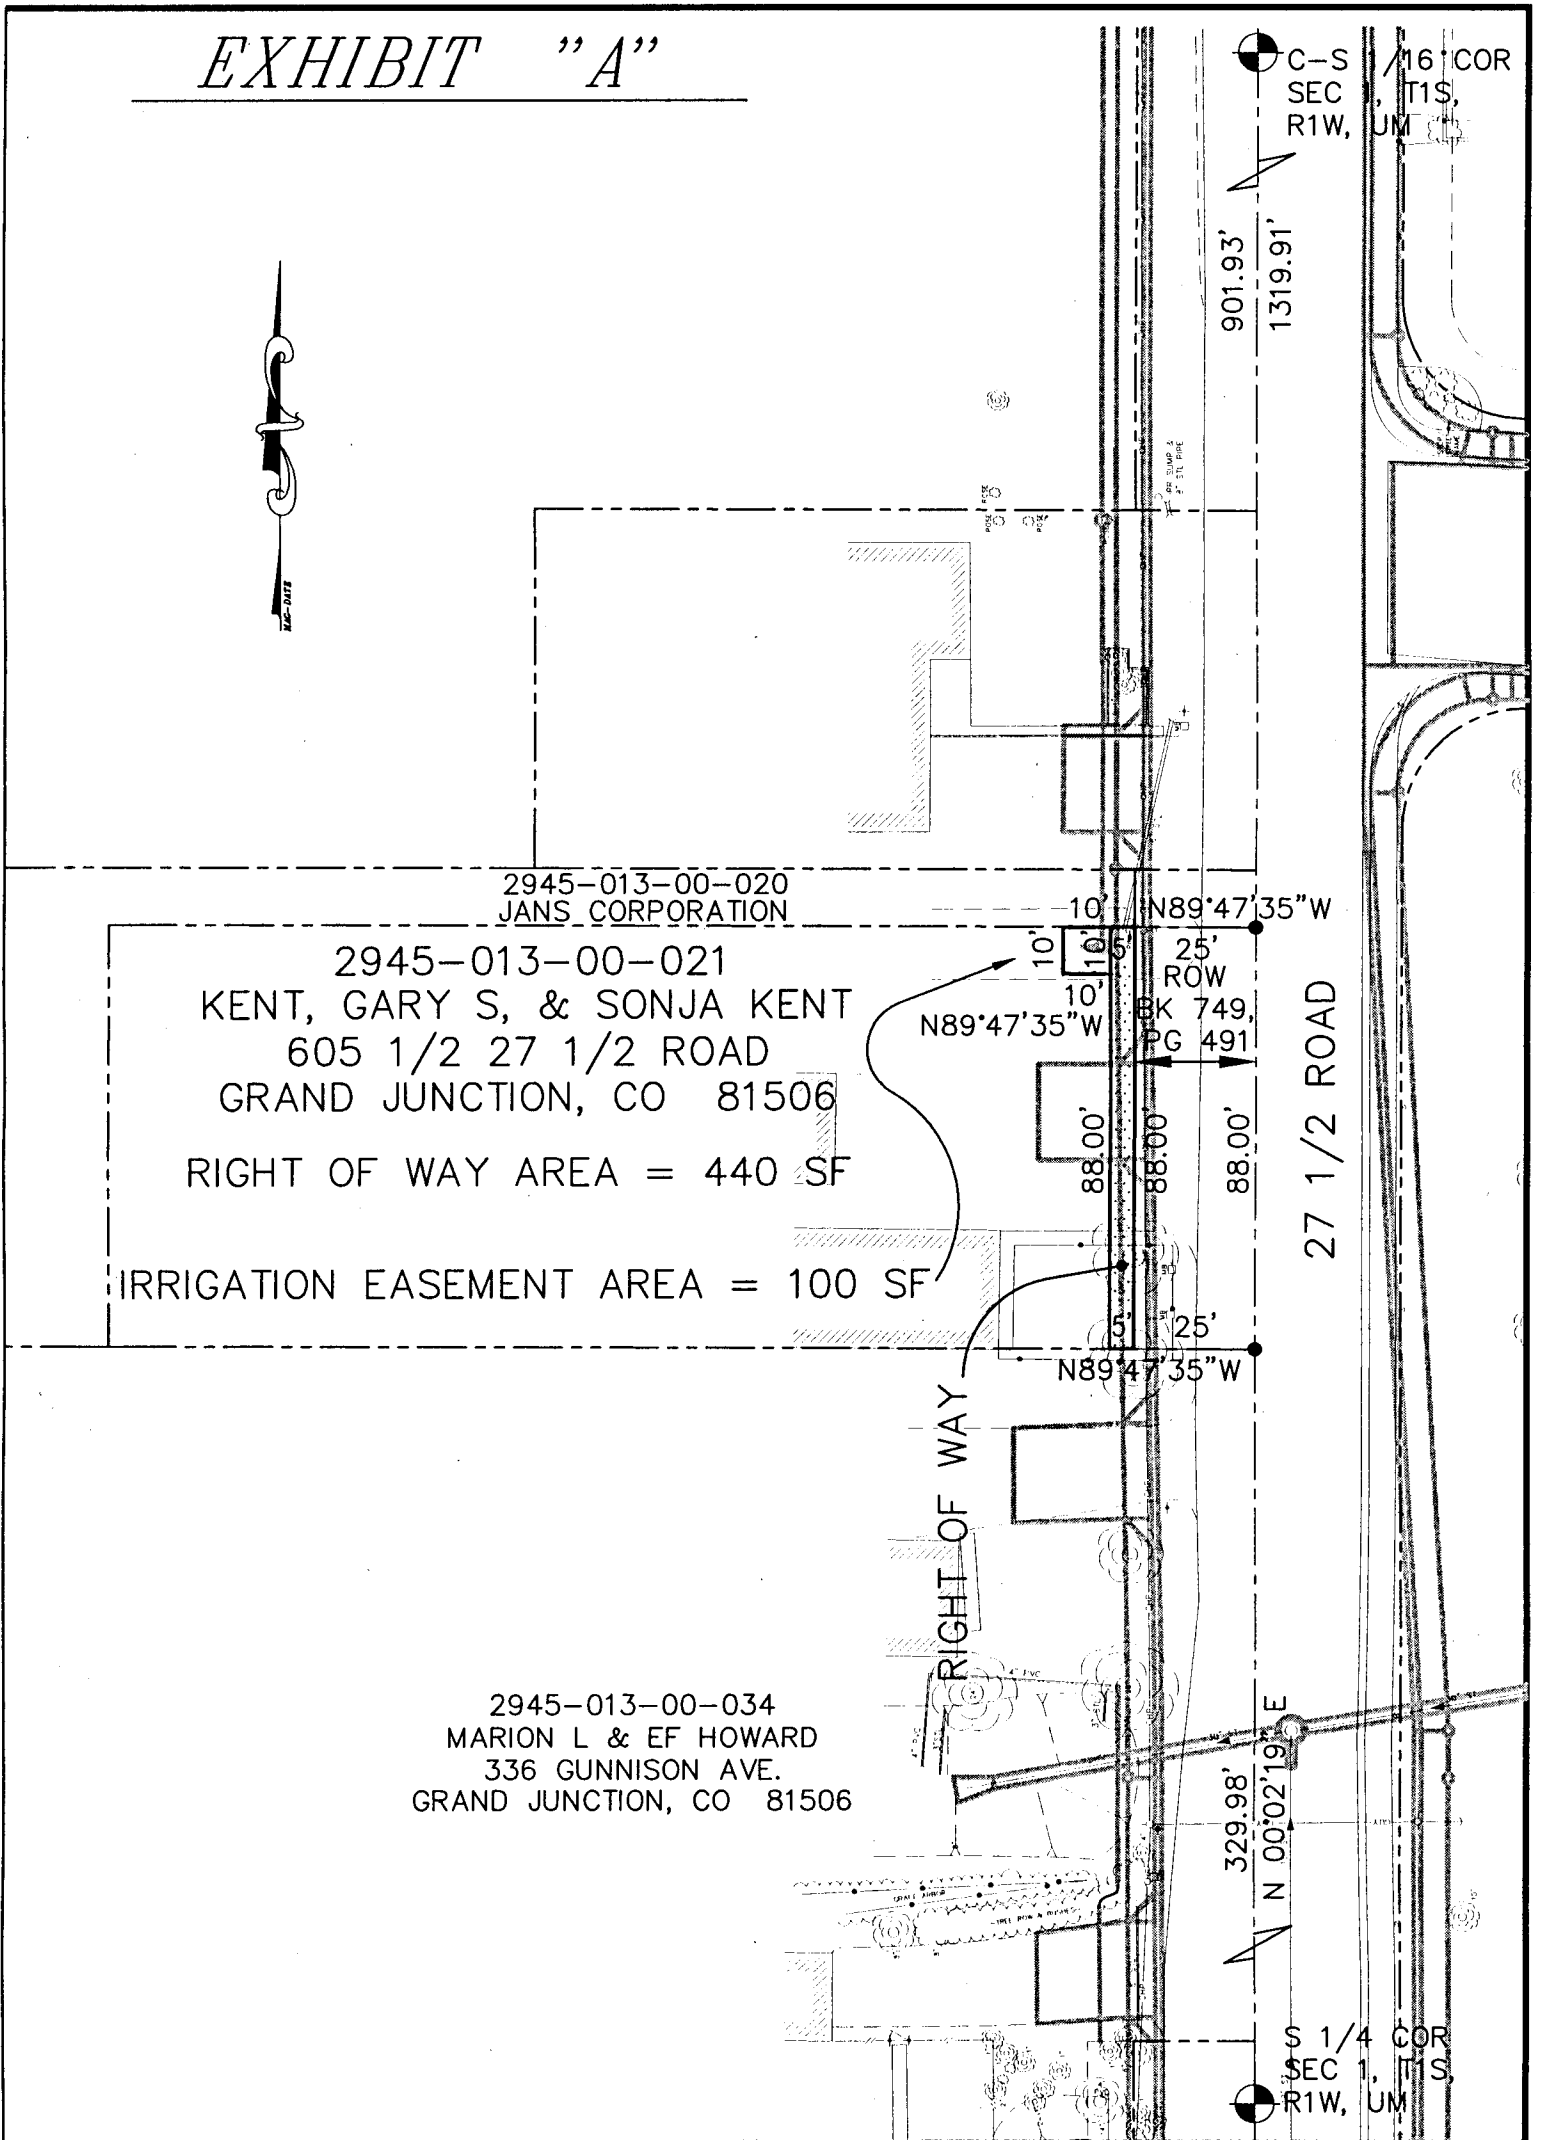 EXHIBIT "A"
C-S 1/16 COR
SEC 1, T1S,
R1W, UM
901.93'
1319.91'
2945-013-00-020
JANS CORPORATION
10'
N89°47'35"W
2945-013-00-021
KENT, GARY S, & SONJA KENT
605 1/2 27 1/2 ROAD
GRAND JUNCTION, CO 81506
RIGHT OF WAY AREA = 440 SF
IRRIGATION EASEMENT AREA = 100 SF
10'
10'
5'
25'
ROW
BK 749,
PG 491
10'
N89°47'35"W
88.00'
88.00'
88.00'
27 1/2 ROAD
5'
25'
N89°47'35"W
RIGHT OF WAY
2945-013-00-034
MARION L & EF HOWARD
336 GUNNISON AVE.
GRAND JUNCTION, CO 81506
4" PVC
329.98'
N 00°02'19" E
S 1/4 COR
SEC 1, T1S,
R1W, UM